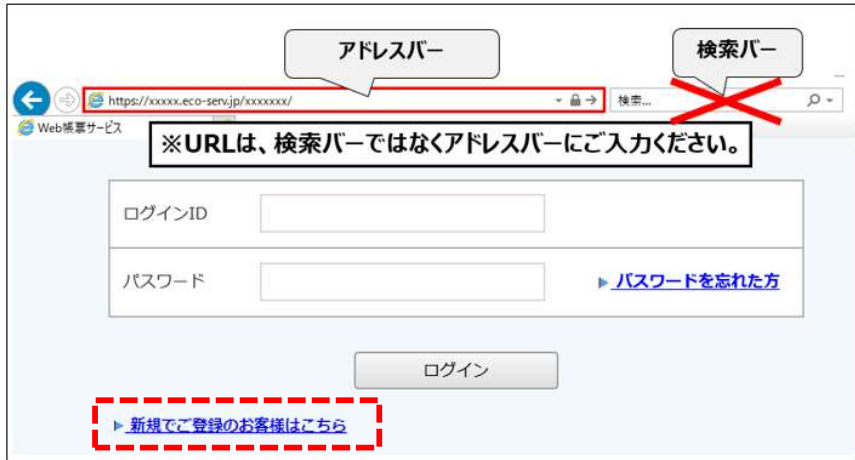 アドレスバー
検索バー
https://xxxxx.eco-serv.jp/xxxxxxx/
検索...
Web帳票サービス
※URLは、検索バーではなくアドレスバーにご入力ください。
ログインID
パスワード
パスワードを忘れた方
ログイン
新規でご登録のお客様はこちら